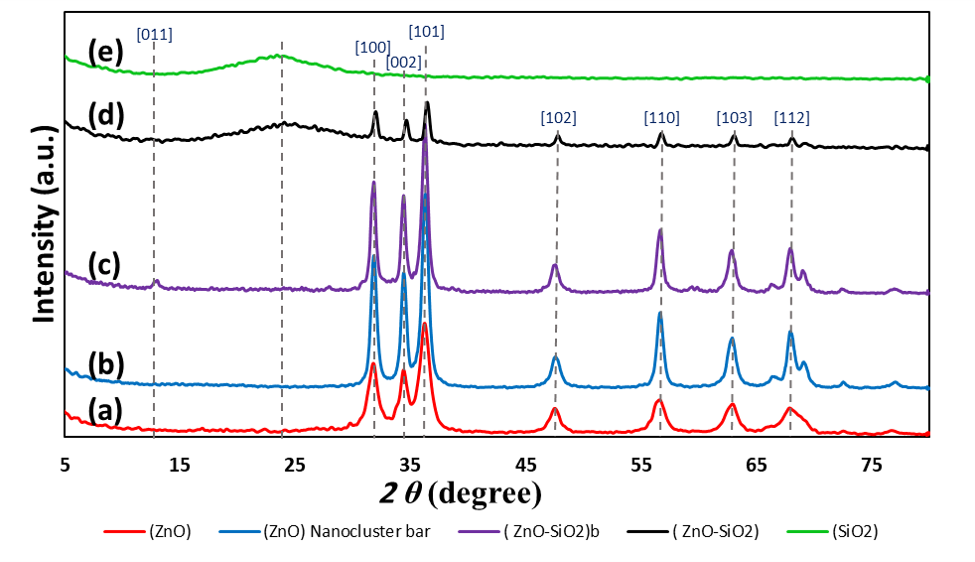 [101]
[011]
[100]
[002]
(e)
(d)
[102] [110] [103] [112]
(c)
(b)
(a)
Intensity (a.u.)
5 15 25 35 45 55 65 75
2 θ (degree)
(ZnO) (ZnO) Nanocluster bar ( ZnO-SiO2)b ( ZnO-SiO2) (SiO2)